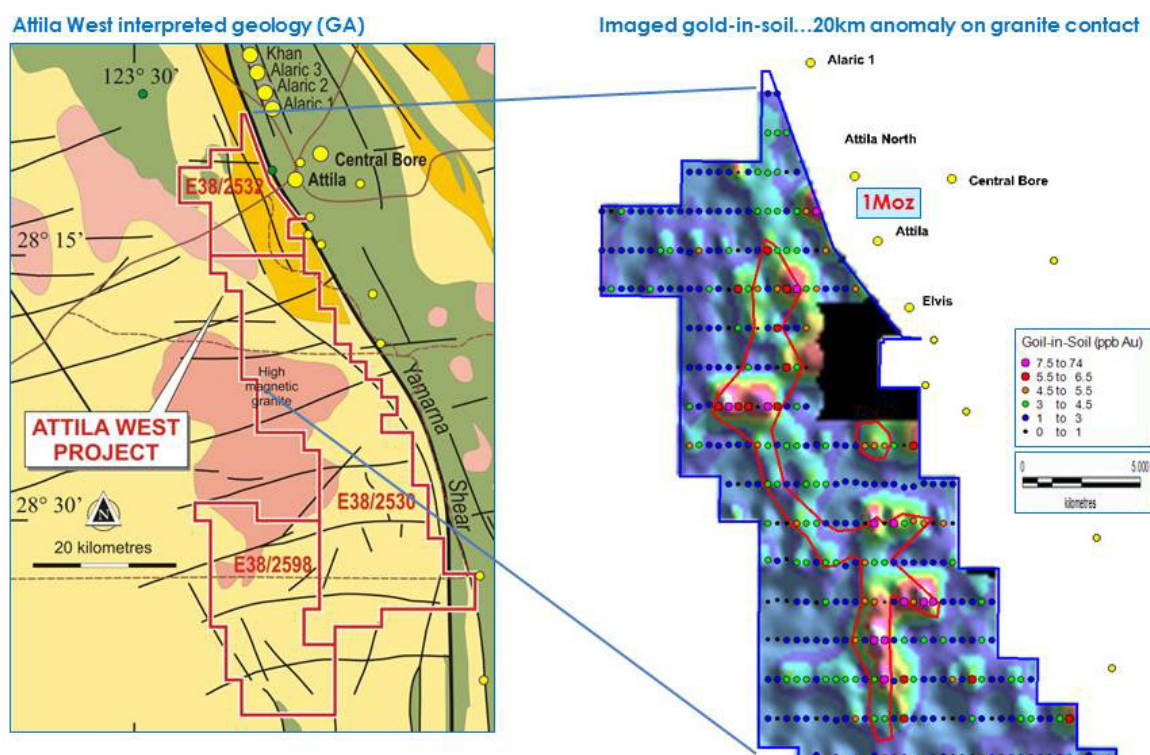 Attila West interpreted geology (GA)
Imaged gold-in-soil...20km anomaly on granite contact
123° 30’
Khan
Alaric 3
Alaric 2
Alaric 1
Central Bore
Attila
E38/2532
28° 15’
High
magnetic
granite
Yamarna
Shear
ATTILA WEST
PROJECT
E38/2530
28° 30’
N
20 kilometres
E38/2598
Alaric 1
Attila North
Central Bore
1Moz
Attila
Elvis
Goil-in-Soil (ppb Au)
7.5 to 74
5.5 to 6.5
4.5 to 5.5
3 to 4.5
1 to 3
0 to 1
0 5 000
kilometres